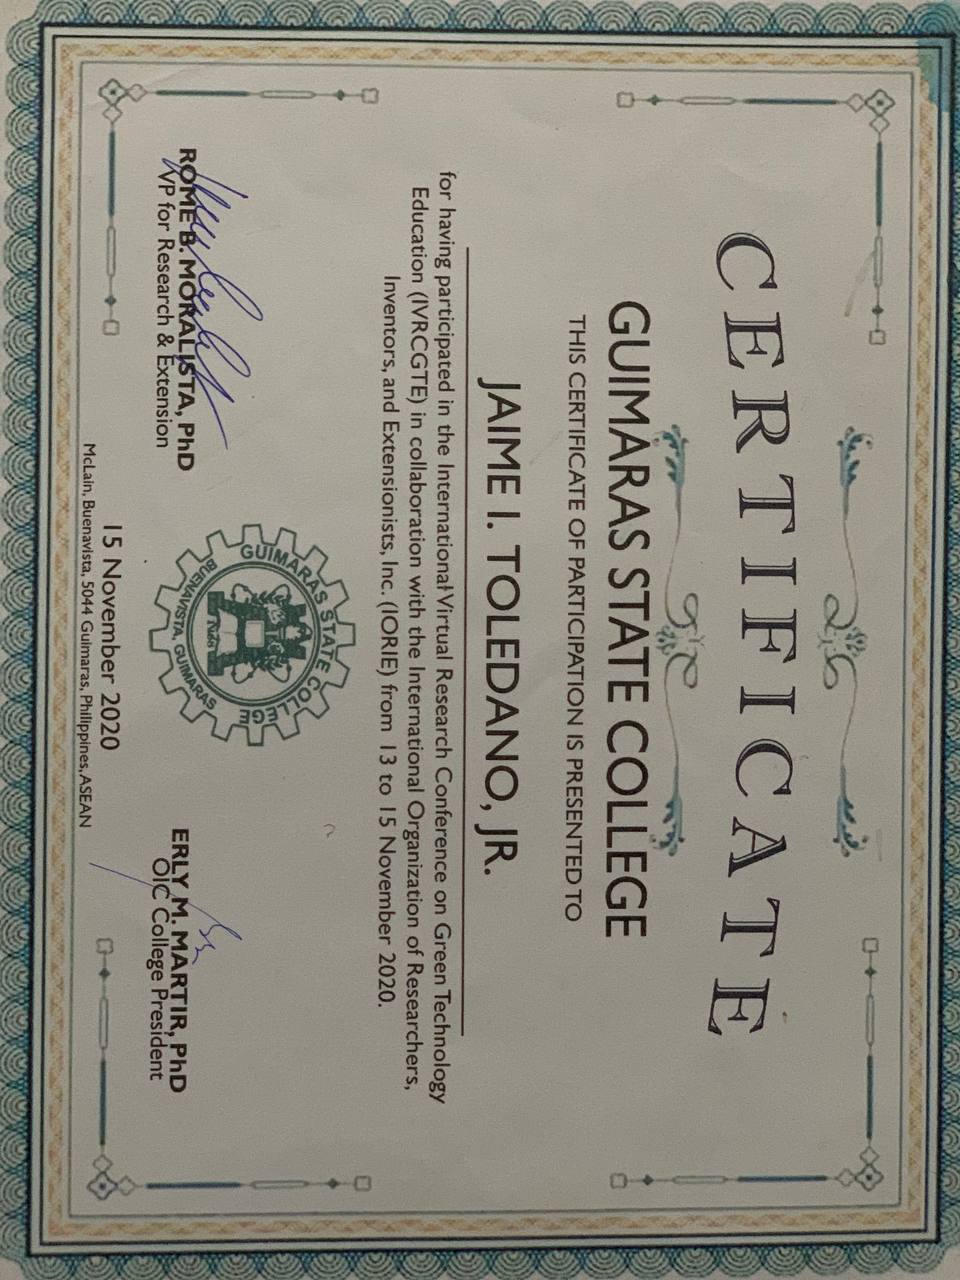 CERTIFICATE
GUIMARAS STATE COLLEGE
THIS CERTIFICATE OF PARTICIPATION IS PRESENTED TO
JAIME I. TOLEDANO, JR.
for having participated in the International Virtual Research Conference on Green Technology
Education (IVRCGTE) in collaboration with the International Organization of Researchers,
Inventors, and Extensionists, Inc. (IORIE) from 13 to 15 November 2020.
GUIMARAS STATE COLLEGE
BUENAVISTA, GUIMARAS
ROME B. MORALISTA, PhD
VP for Research & Extension
ERLY M. MARTIR, PhD
OIC College President
15 November 2020
McLain, Buenavista, 5044 Guimaras, Philippines, ASEAN